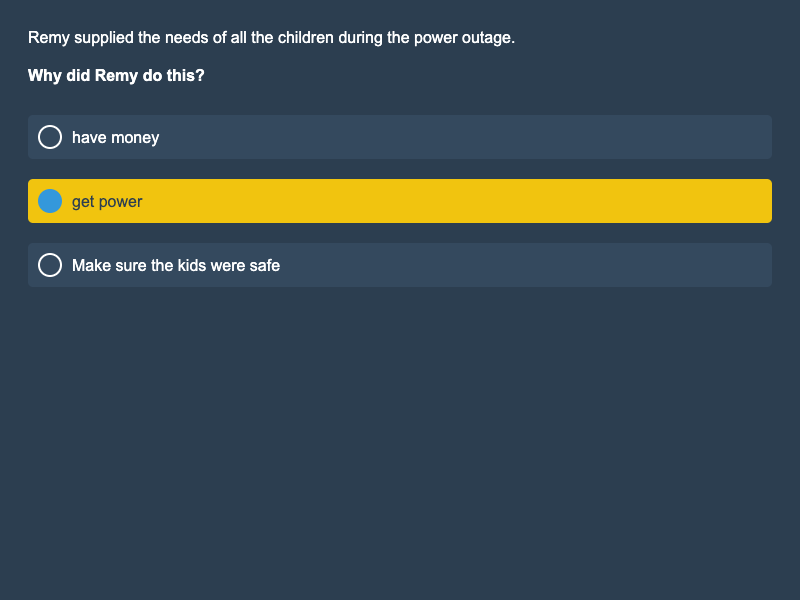 Remy supplied the needs of all the children during the power outage.
Why did Remy do this?
have money
get power
Make sure the kids were safe